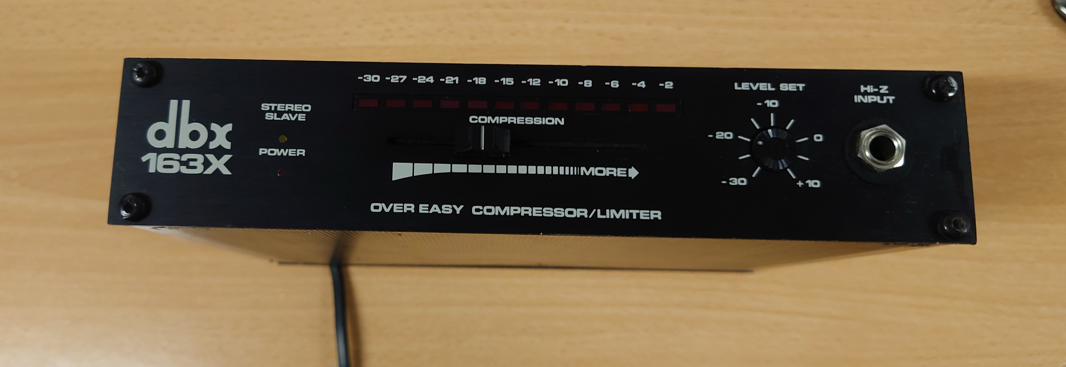 dbx
163X
STEREO
SLAVE
POWER
-30 -27 -24 -21 -18 -15 -12 -10 -8 -6 -4 -2
COMPRESSION
MORE
OVER EASY COMPRESSOR/LIMITER
LEVEL SET
-10
-20 0
-30 +10
Hi-Z
INPUT